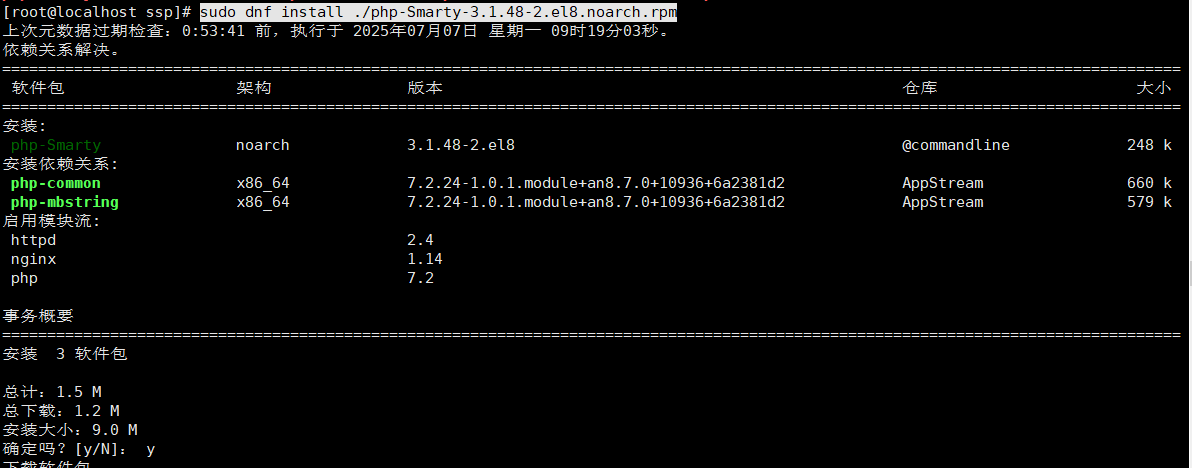 [root@localhost ssp]# sudo dnf install ./php-Smarty-3.1.48-2.el8.noarch.rpm
上次元数据过期检查：0:53:41 前，执行于 2025年07月07日 星期一 09时19分03秒。
依赖关系解决。
================================================================================
软件包 架构 版本 仓库 大小
================================================================================
安装:
php-Smarty noarch 3.1.48-2.el8 @commandline 248 k
安装依赖关系:
php-common x86_64 7.2.24-1.0.1.module+an8.7.0+10936+6a2381d2 AppStream 660 k
php-mbstring x86_64 7.2.24-1.0.1.module+an8.7.0+10936+6a2381d2 AppStream 579 k
启用模块流:
httpd 2.4
nginx 1.14
php 7.2
事务概要
================================================================================
安装 3 软件包
总计：1.5 M
总下载：1.2 M
安装大小：9.0 M
确定吗？[y/N]： y
下载软件包